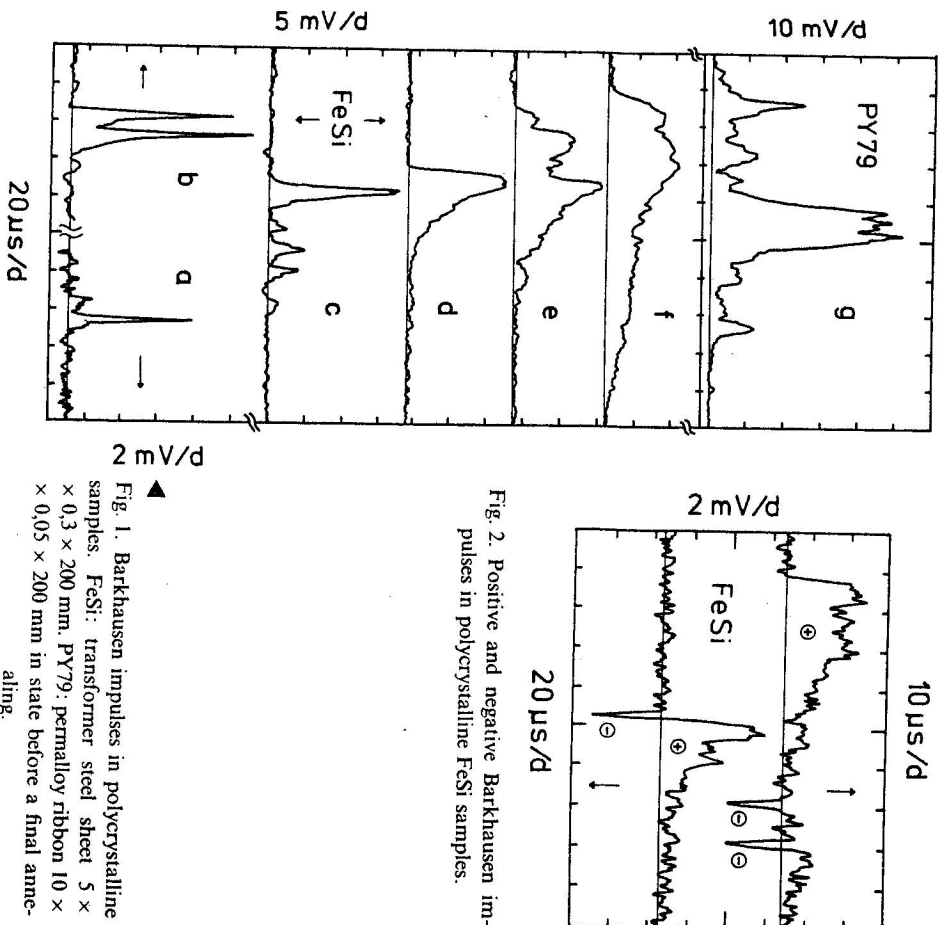 10 mV/d
5 mV/d
2 mV/d
PY79
g
f
e
d
FeSi
c
b
a
20 µs/d
Fig. 1. Barkhausen impulses in polycrystalline
samples. FeSi: transformer steel sheet 5 ×
× 0,3 × 200 mm. PY79: permalloy ribbon 10 ×
× 0,05 × 200 mm in state before a final anne-
aling.
2 mV/d
10 µs/d
FeSi
+
-
-
-
+
20 µs/d
Fig. 2. Positive and negative Barkhausen im-
pulses in polycrystalline FeSi samples.